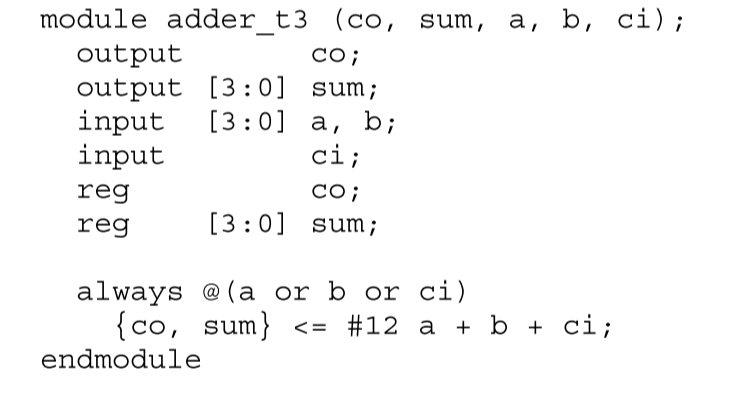 module adder_t3 (co, sum, a, b, ci);
output co;
output [3:0] sum;
input [3:0] a, b;
input ci;
reg co;
reg [3:0] sum;
always @(a or b or ci)
{co, sum} <= #12 a + b + ci;
endmodule